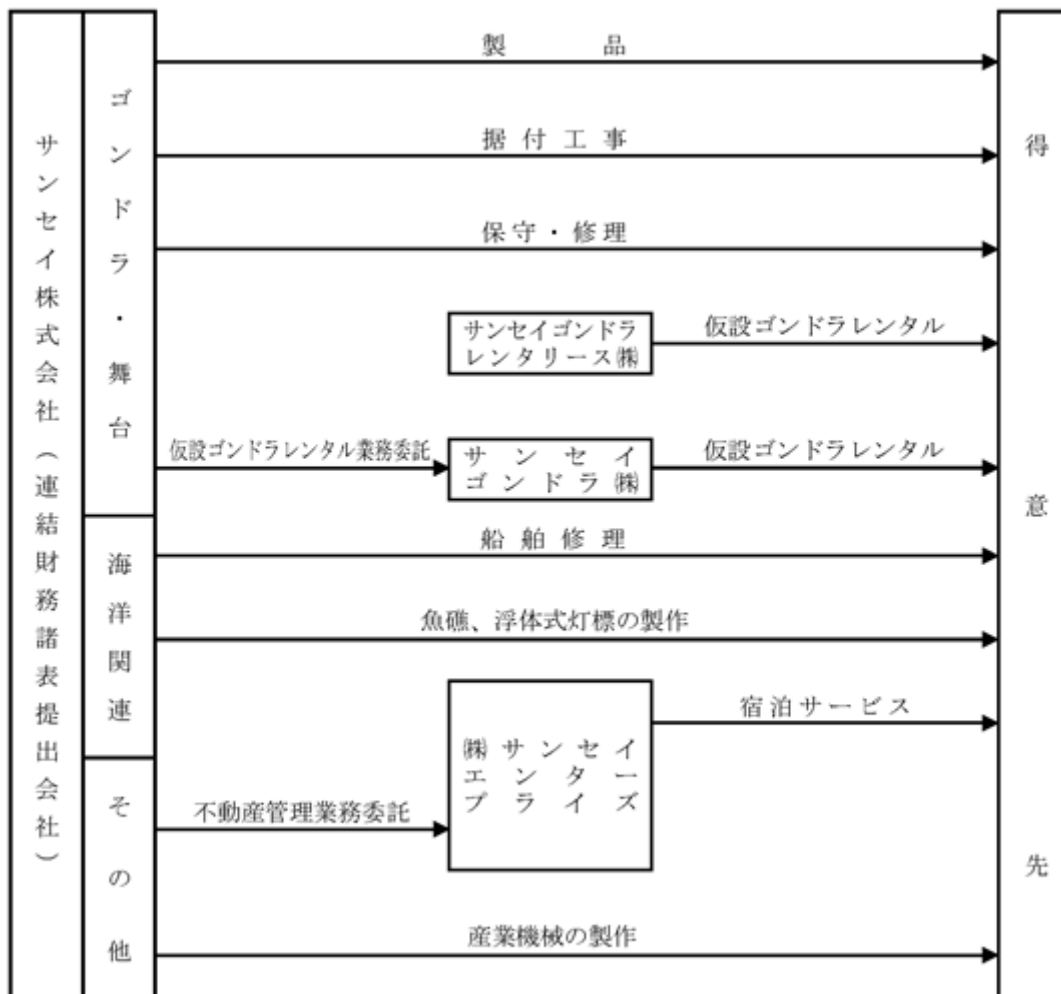 サンセイ株式会社（連結財務諸表提出会社）
ゴンドラ・舞台
製品
据付工事
保守・修理
サンセイゴンドラ
レンタリース㈱
仮設ゴンドラレンタル
仮設ゴンドラレンタル業務委託
サンセイ
ゴンドラ㈱
仮設ゴンドラレンタル
海洋関連
船舶修理
魚礁、浮体式灯標の製作
㈱サンセイ
エンター
プライズ
宿泊サービス
その他
不動産管理業務委託
産業機械の製作
得意先